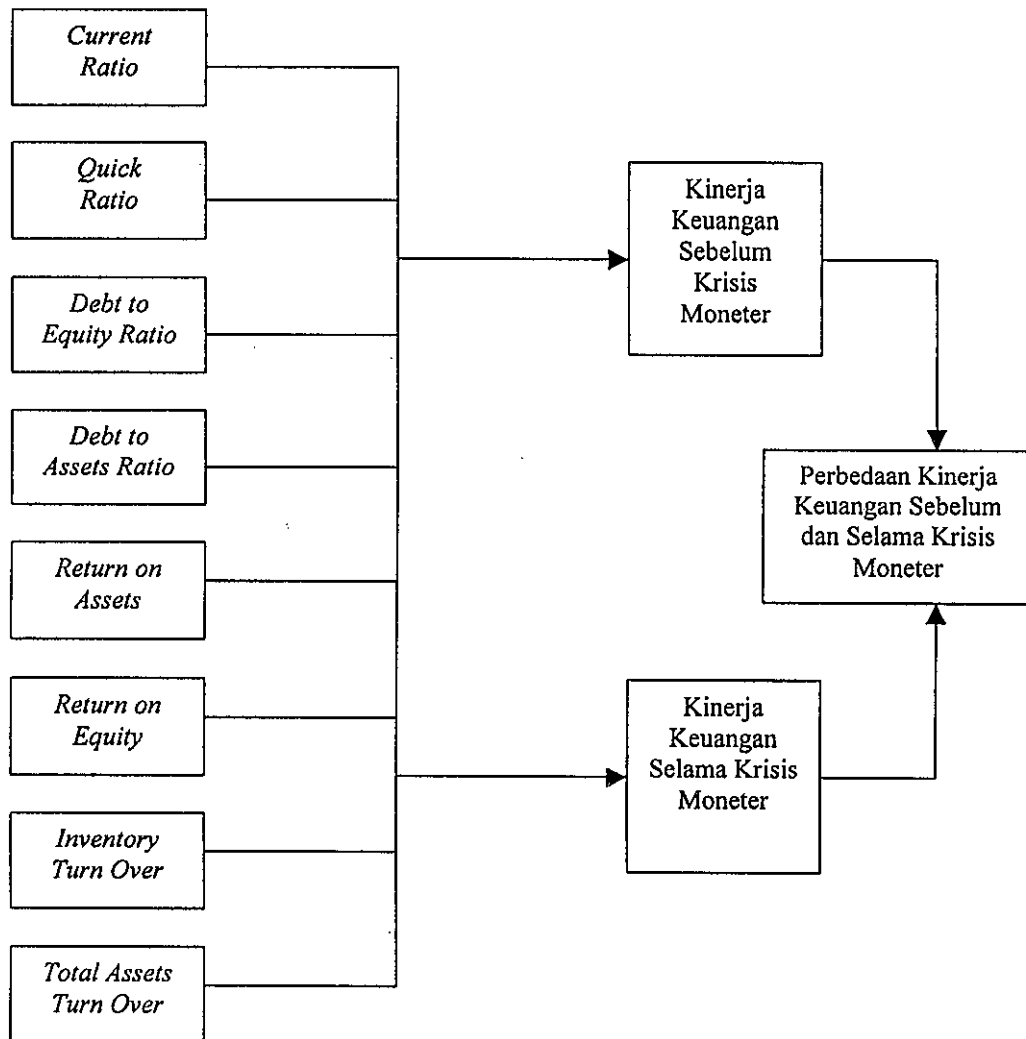 Current
Ratio
Quick
Ratio
Debt to
Equity Ratio
Debt to
Assets Ratio
Return on
Assets
Return on
Equity
Inventory
Turn Over
Total Assets
Turn Over
Kinerja
Keuangan
Sebelum
Krisis
Moneter
Kinerja
Keuangan
Selama Krisis
Moneter
Perbedaan Kinerja
Keuangan Sebelum
dan Selama Krisis
Moneter